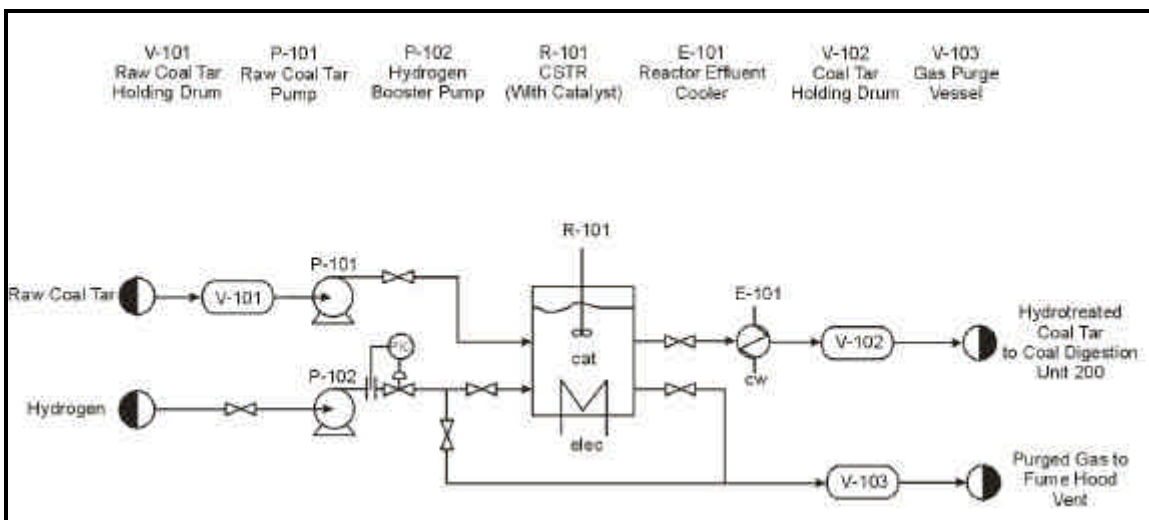 V-101
Raw Coal Tar
Holding Drum
P-101
Raw Coal Tar
Pump
P-102
Hydrogen
Booster Pump
R-101
CSTR
(With Catalyst)
E-101
Reactor Effluent
Cooler
V-102
Coal Tar
Holding Drum
V-103
Gas Purge
Vessel
R-101
P-101
Raw Coal Tar
V-101
E-101
cat
cw
V-102
Hydrotreated
Coal Tar
to Coal Digestion
Unit 200
P-102
Hydrogen
elec
V-103
Purged Gas to
Fume Hood
Vent